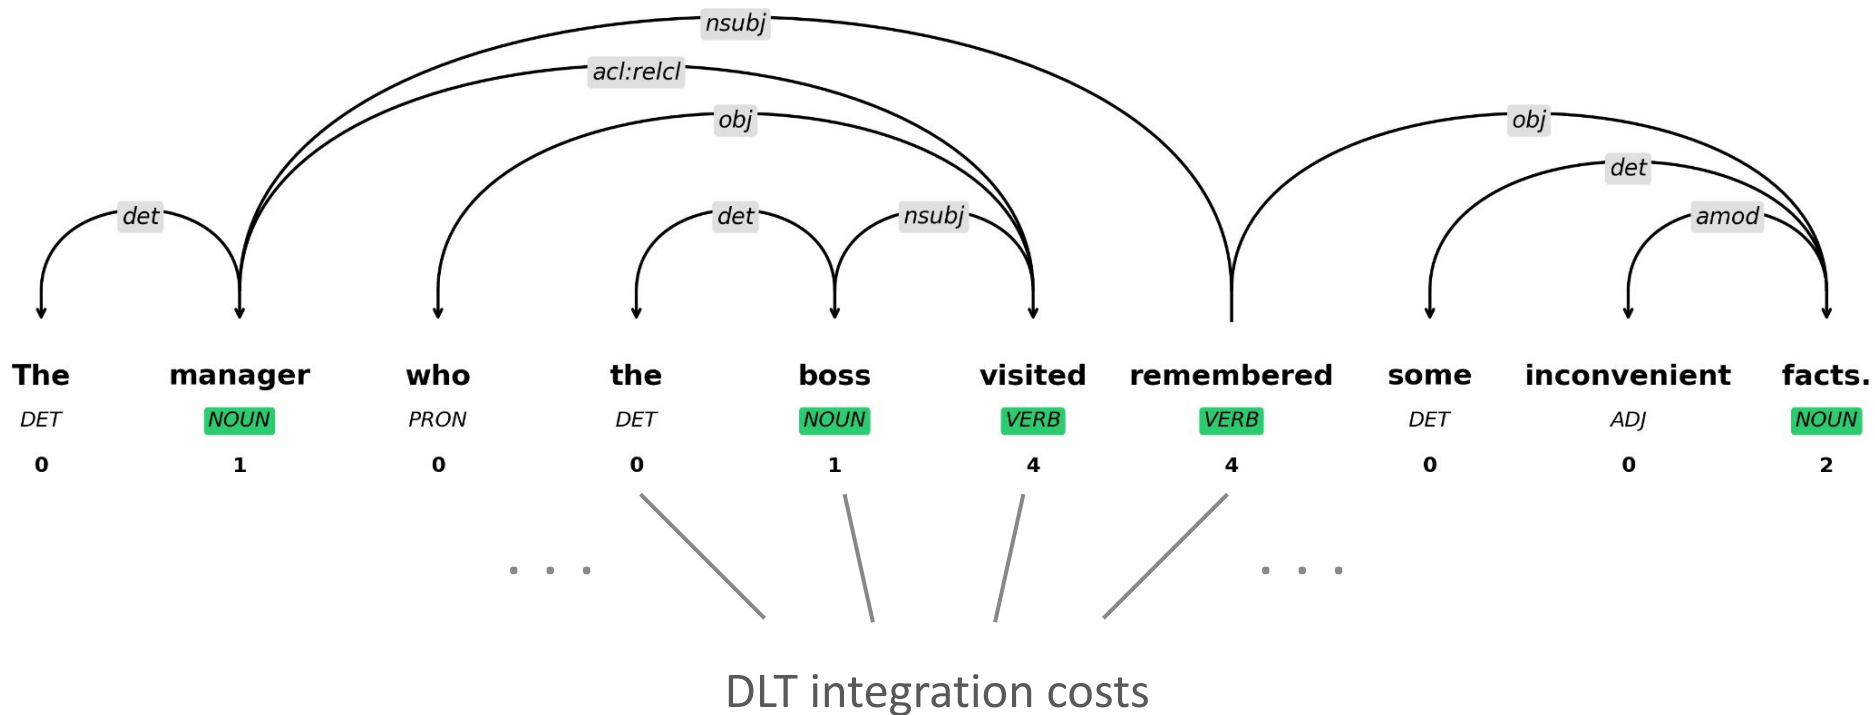 nsubj
acl:relcl
obj obj
det
det det nsubj amod
The manager who the boss visited remembered some inconvenient facts.
DET NOUN PRON DET NOUN VERB VERB DET ADJ NOUN
0 1 0 0 1 4 4 0 0 2
. . . . . .
DLT integration costs